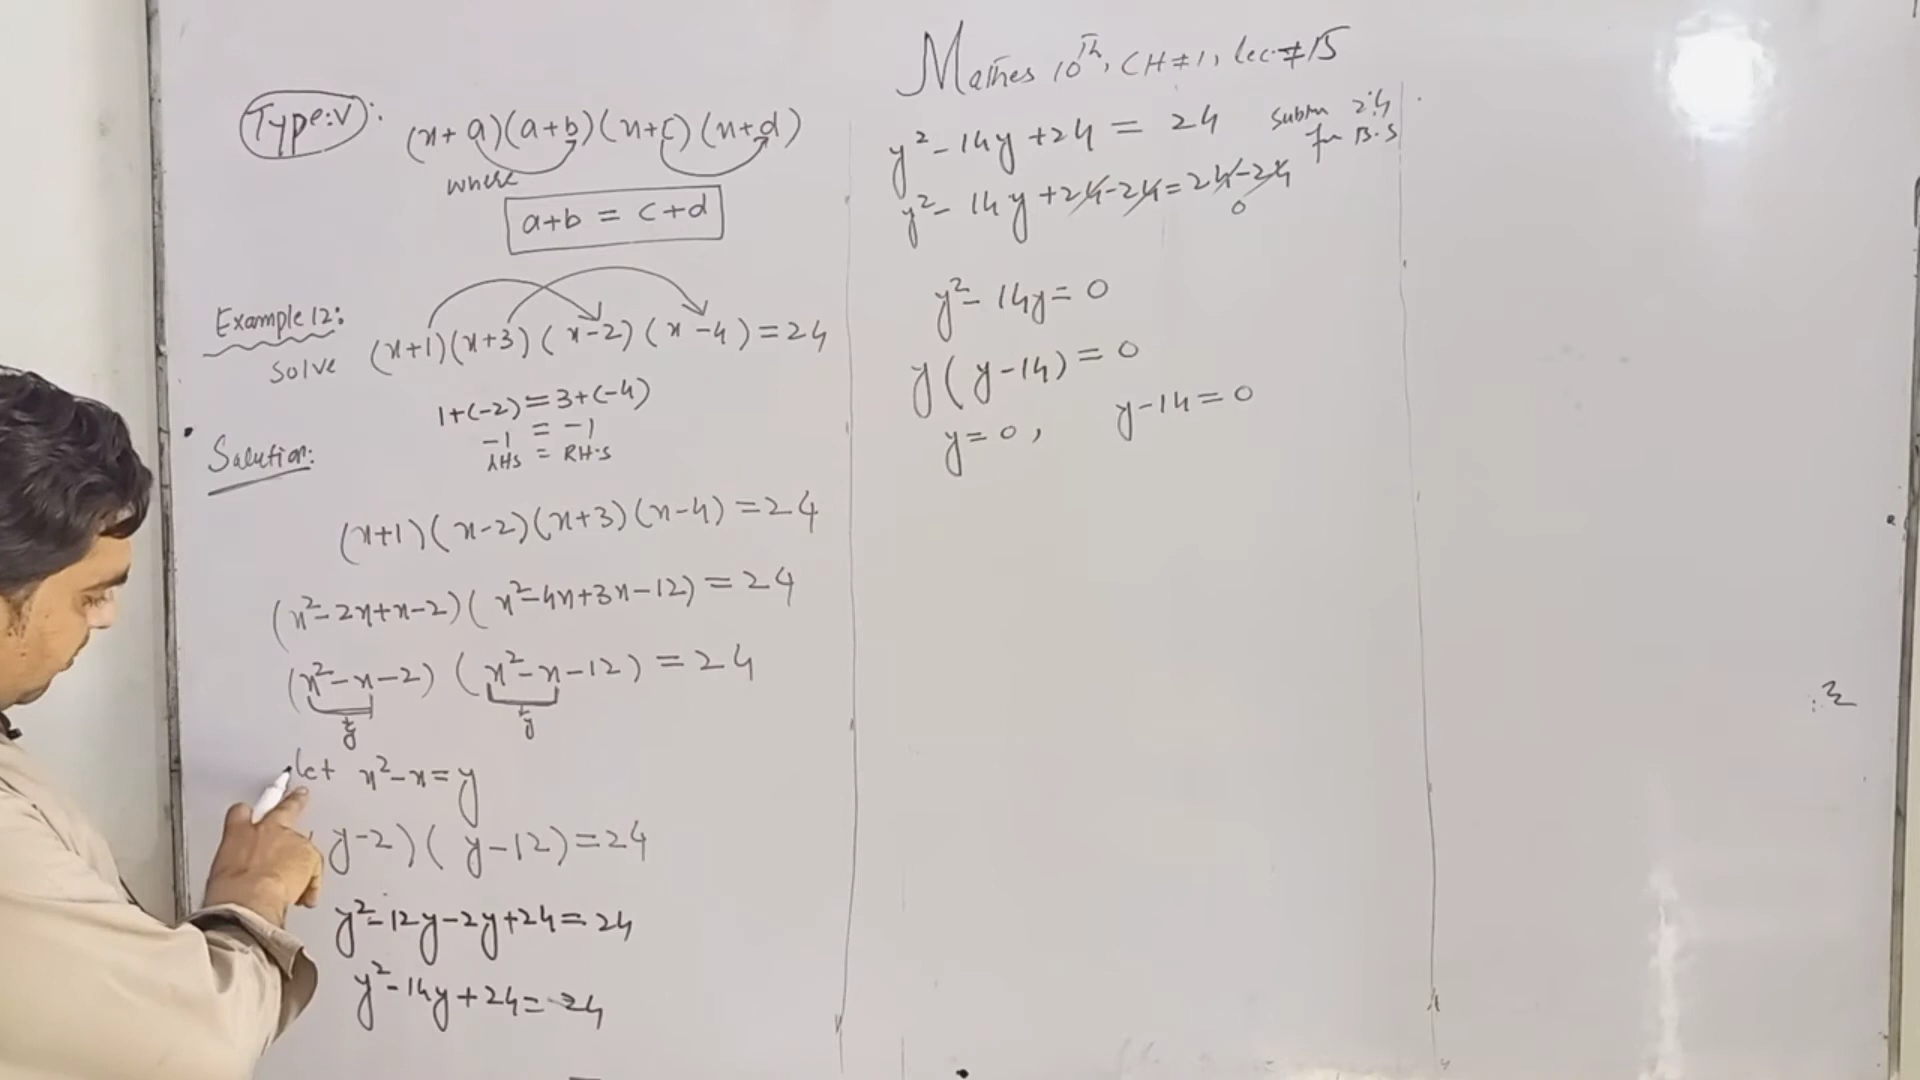 Mathes 10th, CH#1, lec#15
Type:V:
(x+a)(a+b)(x+c)(x+d)
where
a+b = c+d
Example 12:
Solve (x+1)(x+3)(x-2)(x-4)=24
1+(-2)=3+(-4)
-1 = -1
LHS = RH.S
Solution:
(x+1)(x-2)(x+3)(x-4)=24
(x²-2x+x-2)(x²-4x+3x-12)=24
(x²-x-2)(x²-x-12)=24
y y
let x²-x=y
y-2)(y-12)=24
y²-12y-2y+24=24
y²-14y+24=24
y²-14y+24=24
B.S
y²-14y+24-24=24-24
0
y²-14y=0
y(y-14)=0
y=0, y-14=0